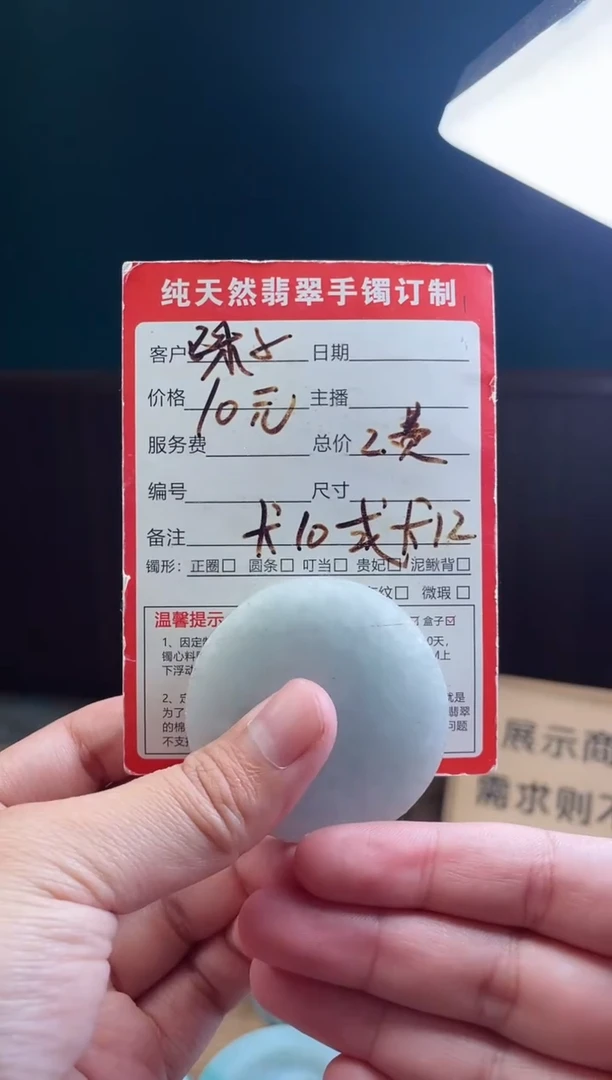 纯天然翡翠手镯订制
客户 日期
价格 10元 主播
服务费 总价 2.费
编号 尺寸
备注 卡10或卡12
镯形: 正圈□ 圆条□ 叮当□ 贵妃□ 泥鳅背□
纹□ 微瑕□
温馨提示 盒子☑
1、因定 0天,
镯心料 M上
下浮动
2、定 就是
为了 翡翠
的棉 问题
不支
展示商
需求则不